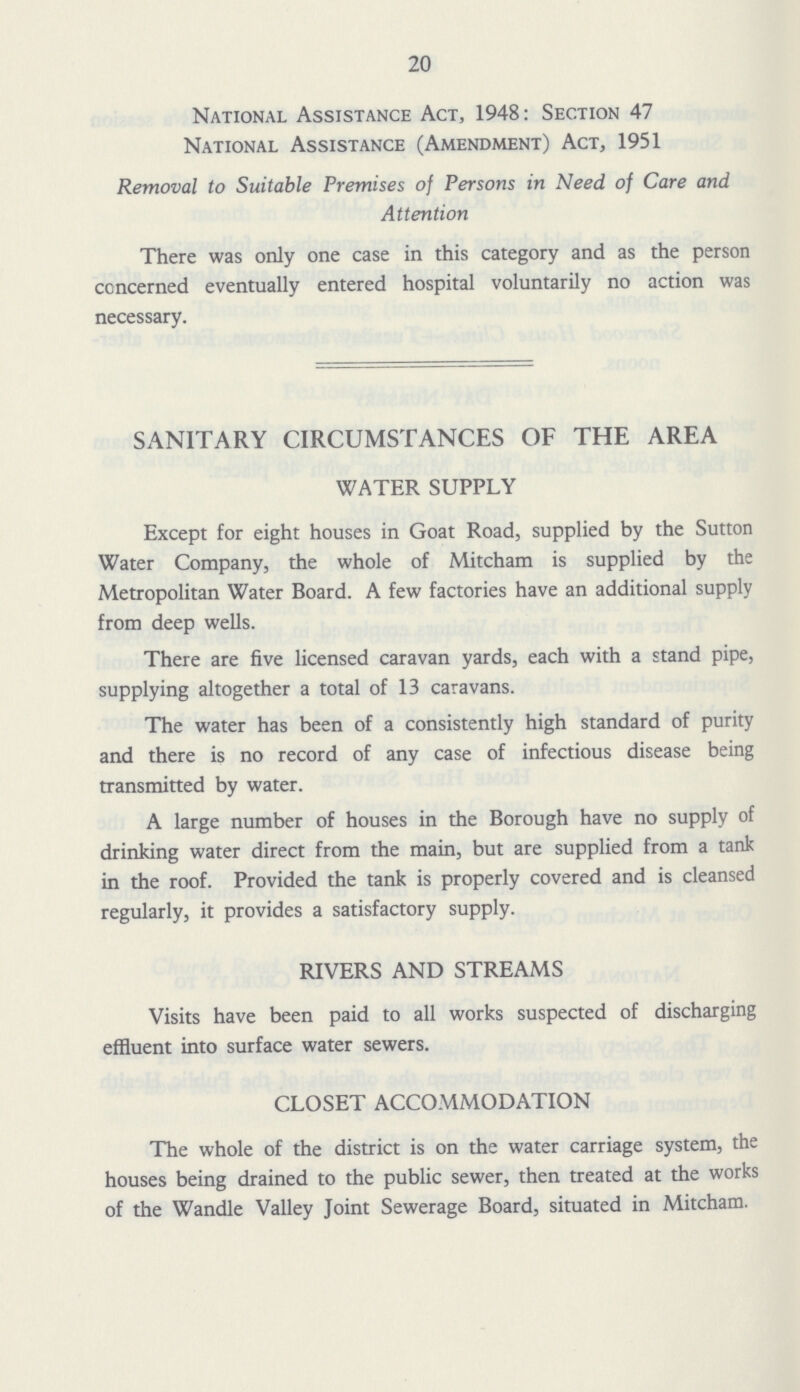 20
National Assistance Act, 1948: Section 47
National Assistance (Amendment) Act, 1951
Removal to Suitable Premises of Persons in Need of Care and
Attention
There was only one case in this category and as the person
concerned eventually entered hospital voluntarily no action was
necessary.
SANITARY CIRCUMSTANCES OF THE AREA
WATER SUPPLY
Except for eight houses in Goat Road, supplied by the Sutton
Water Company, the whole of Mitcham is supplied by the
Metropolitan Water Board. A few factories have an additional supply
from deep wells.
There are five licensed caravan yards, each with a stand pipe,
supplying altogether a total of 13 caravans.
The water has been of a consistently high standard of purity
and there is no record of any case of infectious disease being
transmitted by water.
A large number of houses in the Borough have no supply of
drinking water direct from the main, but are supplied from a tank
in the roof. Provided the tank is properly covered and is cleansed
regularly, it provides a satisfactory supply.
RIVERS AND STREAMS
Visits have been paid to all works suspected of discharging
effluent into surface water sewers.
CLOSET ACCOMMODATION
The whole of the district is on the water carriage system, the
houses being drained to the public sewer, then treated at the works
of the Wandle Valley Joint Sewerage Board, situated in Mitcham.